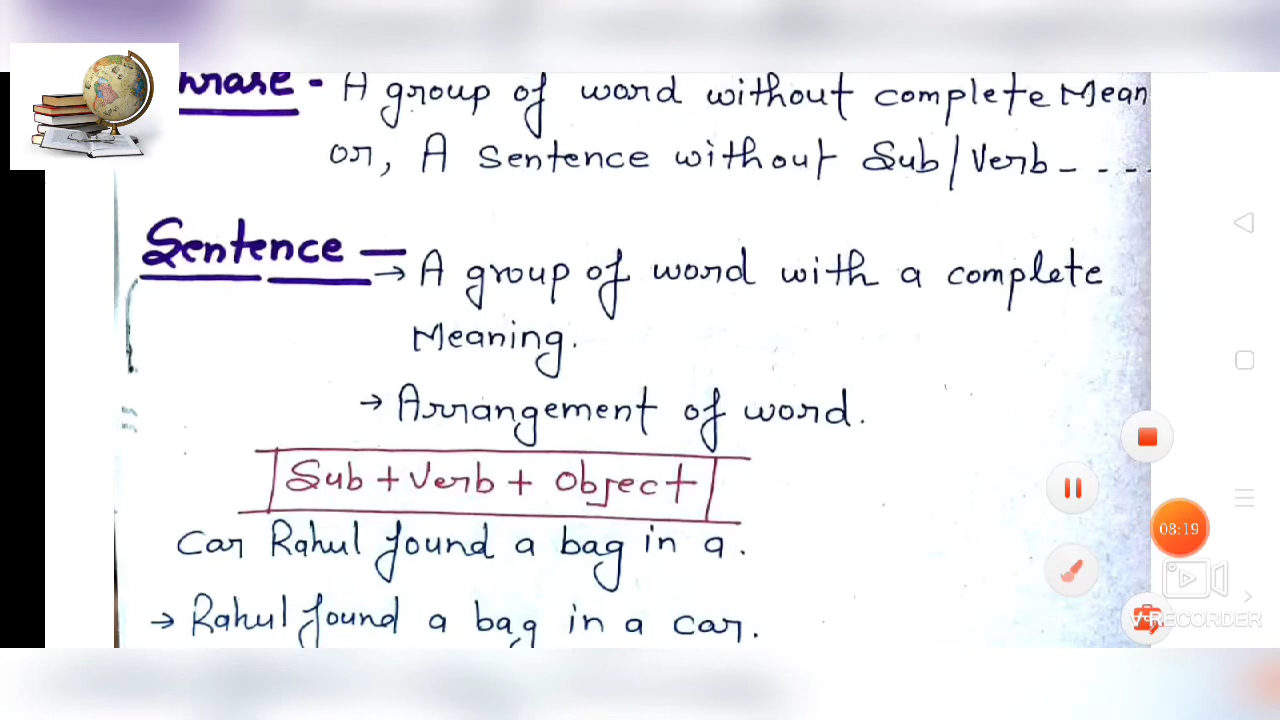 hrase - A group of word without complete Mean
or, A sentence without Sub/Verb - - - -
Sentence -
→ A group of word with a complete
Meaning.
→ Arrangement of word.
Sub + Verb + Object
Car Rahul found a bag in a.
→ Rahul found a bag in a car.
03:19
V RECORDER